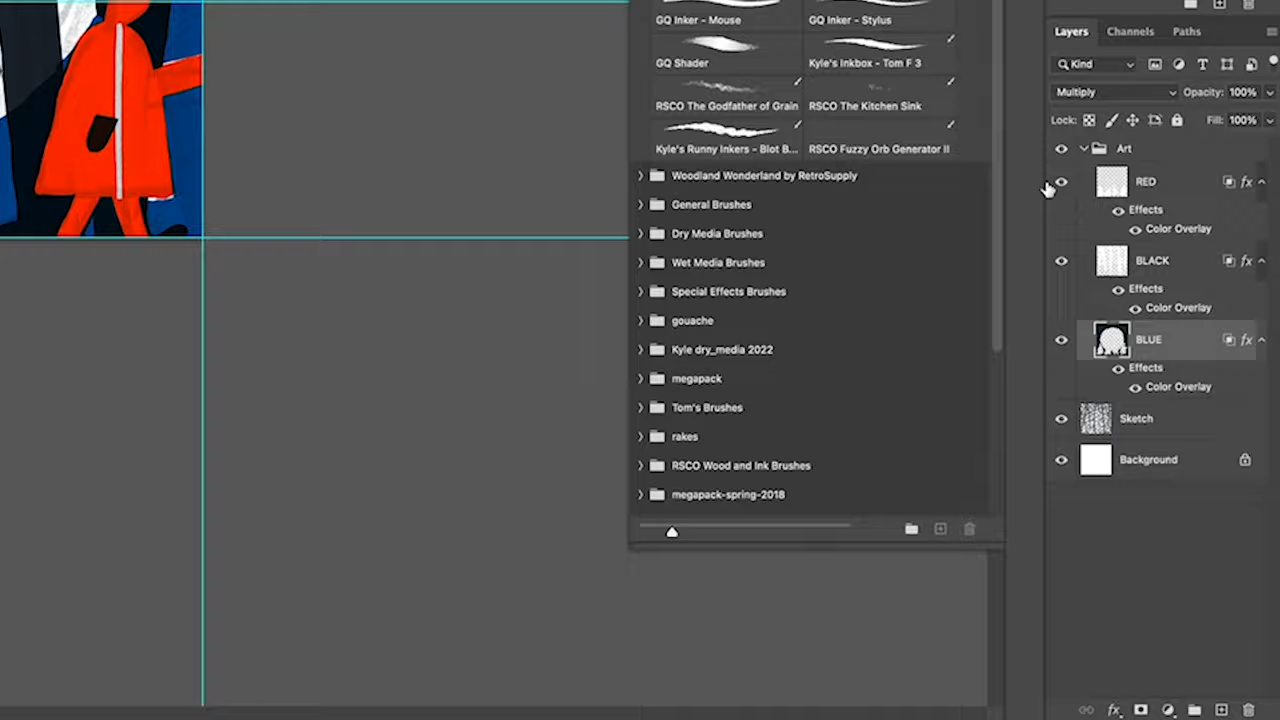 GQ Inker - Mouse
GQ Inker - Stylus
GQ Shader
Kyle's Inkbox - Tom F 3
RSCO The Godfather of Grain
RSCO The Kitchen Sink
Kyle's Runny Inkers - Blot B...
RSCO Fuzzy Orb Generator II
Woodland Wonderland by RetroSupply
General Brushes
Dry Media Brushes
Wet Media Brushes
Special Effects Brushes
gouache
Kyle dry_media 2022
megapack
Tom's Brushes
rakes
RSCO Wood and Ink Brushes
megapack-spring-2018
Layers Channels Paths
Kind
Multiply Opacity: 100%
Lock: Fill: 100%
Art
RED fx
Effects
Color Overlay
BLACK fx
Effects
Color Overlay
BLUE fx
Effects
Color Overlay
Sketch
Background
fx